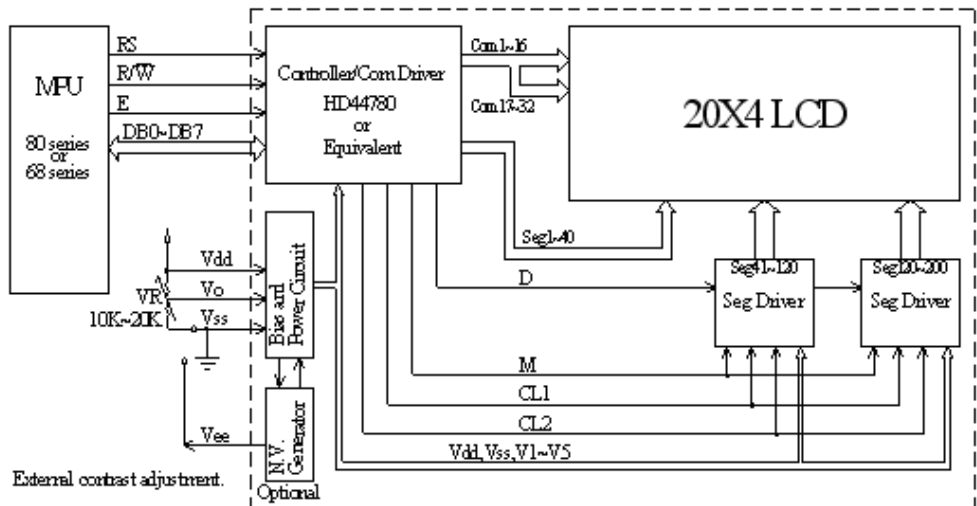 MPU
80 series
or
68 series
RS
R/W̅
E
DB0~DB7
Controller/Com Driver
HD44780
or
Equivalent
Com1~16
Com17~32
20X4 LCD
Seg1~40
D
Seg41~120
Seg Driver
Seg120~200
Seg Driver
Vdd
Vo
Vss
VR
10K~20K
Bias and
Power Circuit
M
CL1
CL2
Vdd,Vss,V1~V5
Vee
N.V.
Generator
Optional
External contrast adjustment.